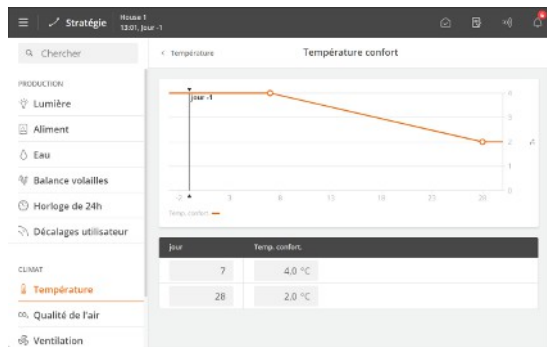 Stratégie
House 1
13:01, Jour -1
Chercher
Température
Température confort
PRODUCTION
Lumière
Aliment
Eau
Balance volailles
Horloge de 24h
Décalages utilisateur
CLIMAT
Température
Qualité de l'air
Ventilation
Jour -1
4
3
2
1
0
-2
3
8
13
18
23
28
Temp. confort.
jour
Temp. confort.
7
4.0 °C
28
2.0 °C